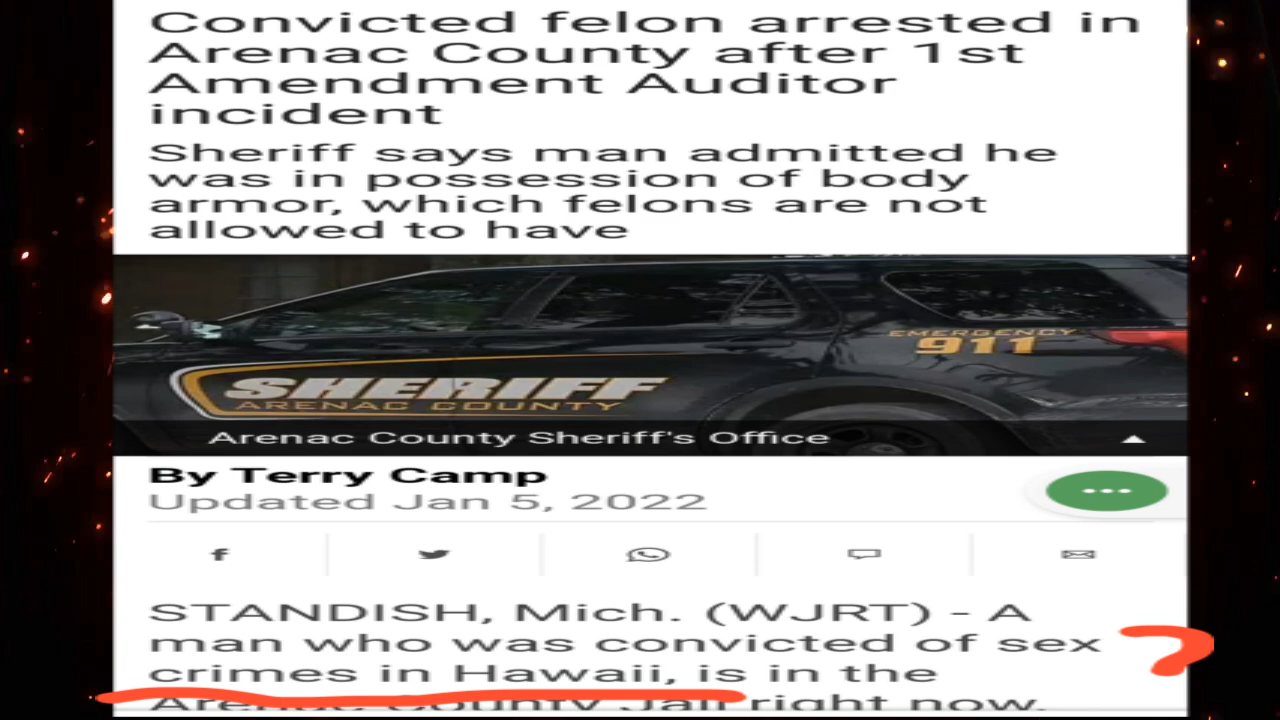 Convicted felon arrested in
Arenac County after 1st
Amendment Auditor
incident
Sheriff says man admitted he
was in possession of body
armor, which felons are not
allowed to have
EMERGENCY
911
SHERIFF
ARENAC COUNTY
Arenac County Sheriff's Office
By Terry Camp
Updated Jan 5, 2022
STANDISH, Mich. (WJRT) - A
man who was convicted of sex
crimes in Hawaii, is in the
Arenac County Jail right now.